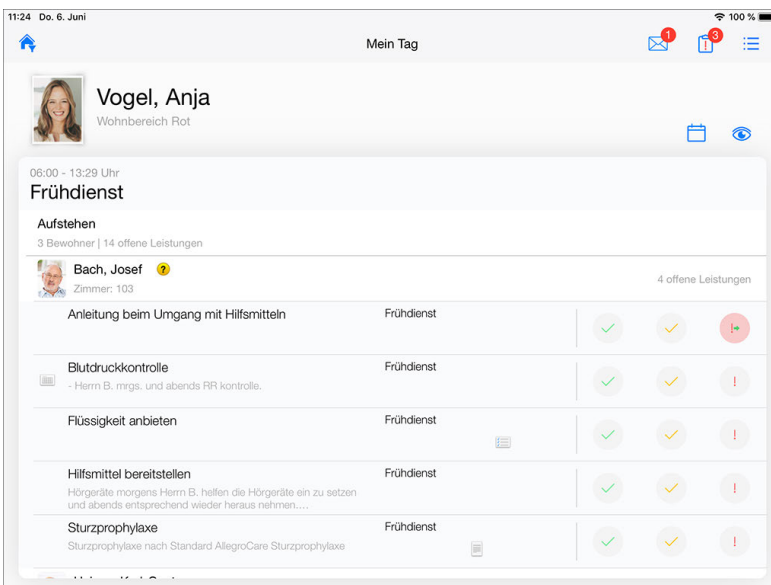 11:24 Do. 6. Juni
100 %
Mein Tag
1
3
Vogel, Anja
Wohnbereich Rot
06:00 - 13:29 Uhr
Frühdienst
Aufstehen
3 Bewohner | 14 offene Leistungen
Bach, Josef ?
Zimmer: 103
4 offene Leistungen
Anleitung beim Umgang mit Hilfsmitteln
Frühdienst
Blutdruckkontrolle
Frühdienst
- Herrn B. mrgs. und abends RR kontrolle.
Flüssigkeit anbieten
Frühdienst
Hilfsmittel bereitstellen
Frühdienst
Hörgeräte morgens Herrn B. helfen die Hörgeräte ein zu setzen
und abends entsprechend wieder heraus nehmen....
Sturzprophylaxe
Frühdienst
Sturzprophylaxe nach Standard AllegroCare Sturzprophylaxe